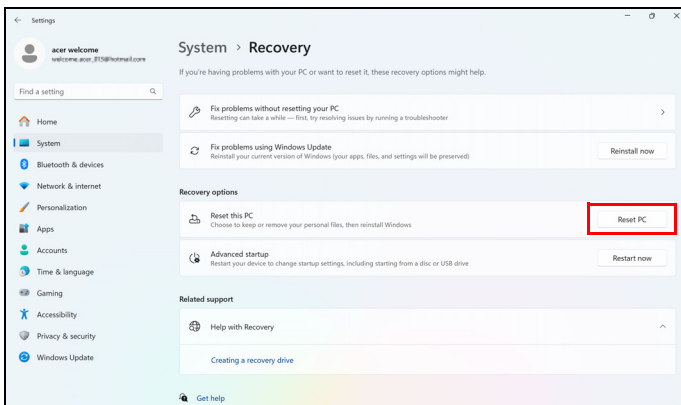 Settings
acer welcome
welcome.acer_815@hotmail.com
Find a setting
Home
System
Bluetooth & devices
Network & internet
Personalization
Apps
Accounts
Time & language
Gaming
Accessibility
Privacy & security
Windows Update
System > Recovery
If you're having problems with your PC or want to reset it, these recovery options might help.
Fix problems without resetting your PC
Resetting can take a while — first, try resolving issues by running a troubleshooter
Fix problems using Windows Update
Reinstall your current version of Windows (your apps, files, and settings will be preserved)
Reinstall now
Recovery options
Reset this PC
Choose to keep or remove your personal files, then reinstall Windows
Reset PC
Advanced startup
Restart your device to change startup settings, including starting from a disc or USB drive
Restart now
Related support
Help with Recovery
Creating a recovery drive
Get help